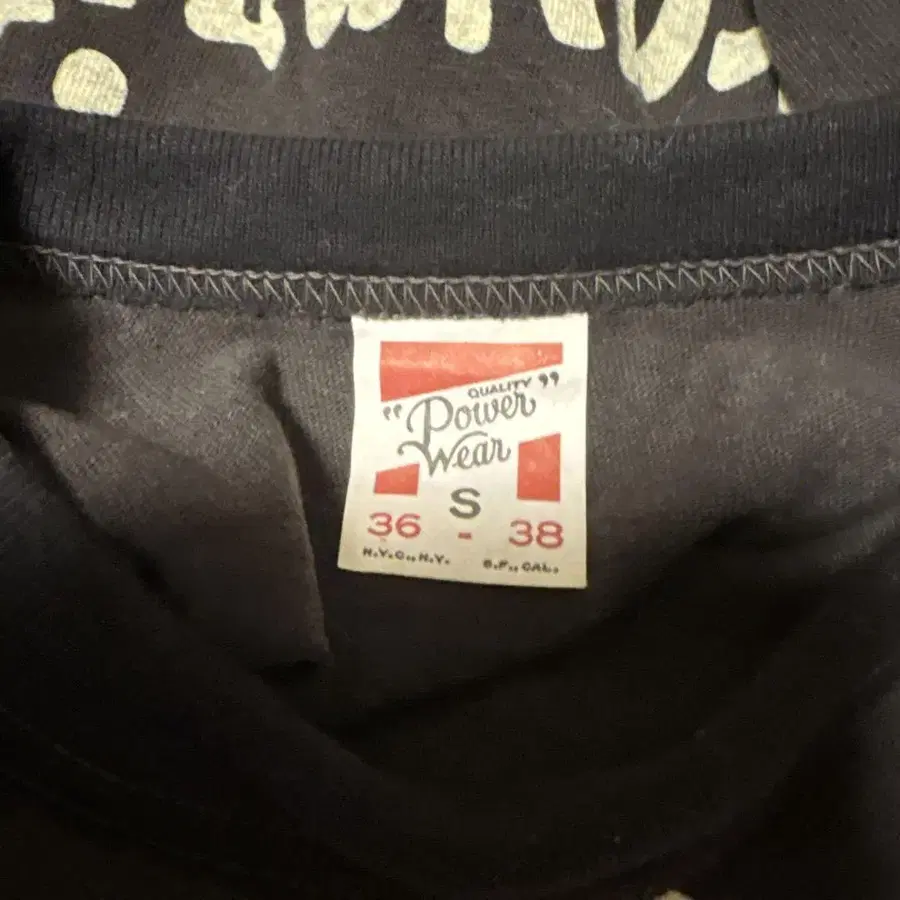 QUALITY
“Power”
Wear
S
36 - 38
N.Y.C., N.Y. S.F., CAL.